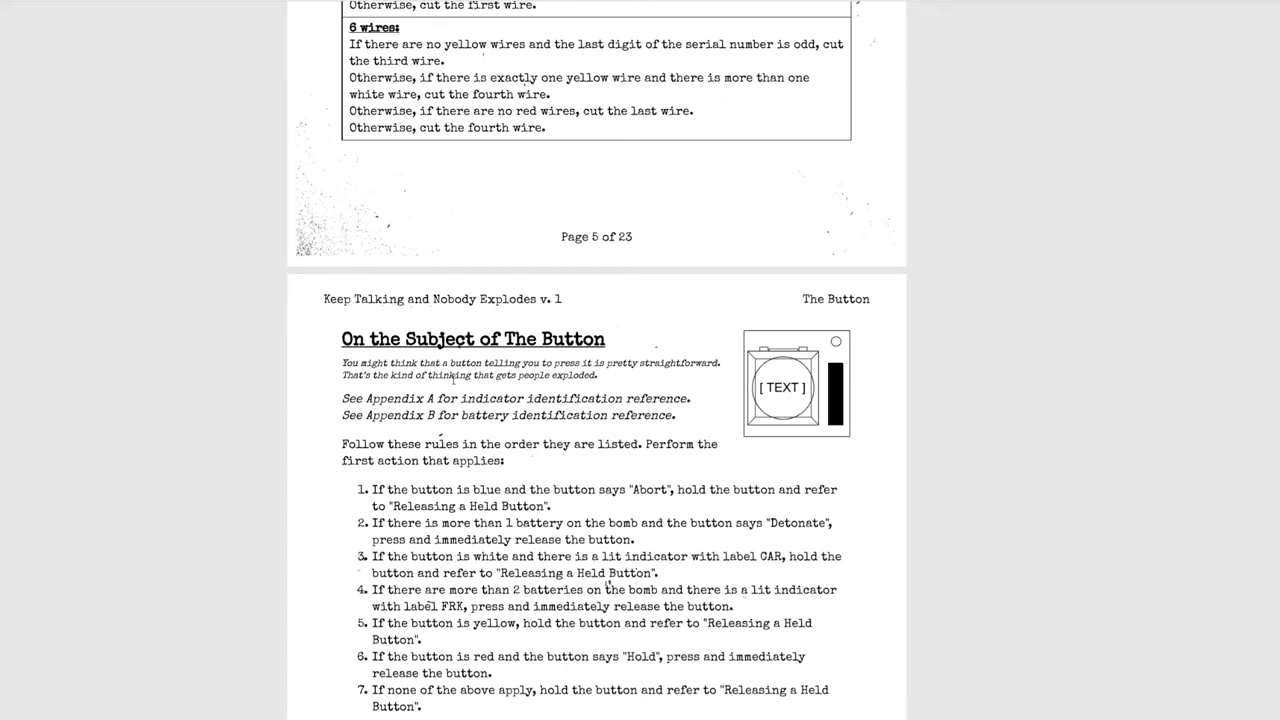 Otherwise, cut the first wire.
6 wires:
If there are no yellow wires and the last digit of the serial number is odd, cut
the third wire.
Otherwise, if there is exactly one yellow wire and there is more than one
white wire, cut the fourth wire.
Otherwise, if there are no red wires, cut the last wire.
Otherwise, cut the fourth wire.
Page 5 of 23
Keep Talking and Nobody Explodes v. 1
The Button
On the Subject of The Button
You might think that a button telling you to press it is pretty straightforward.
That's the kind of thinking that gets people exploded.
See Appendix A for indicator identification reference.
See Appendix B for battery identification reference.
[ TEXT ]
Follow these rules in the order they are listed. Perform the
first action that applies:
1. If the button is blue and the button says "Abort", hold the button and refer
to "Releasing a Held Button".
2. If there is more than 1 battery on the bomb and the button says "Detonate",
press and immediately release the button.
3. If the button is white and there is a lit indicator with label CAR, hold the
button and refer to "Releasing a Held Button".
4. If there are more than 2 batteries on the bomb and there is a lit indicator
with label FRK, press and immediately release the button.
5. If the button is yellow, hold the button and refer to "Releasing a Held
Button".
6. If the button is red and the button says "Hold", press and immediately
release the button.
7. If none of the above apply, hold the button and refer to "Releasing a Held
Button".